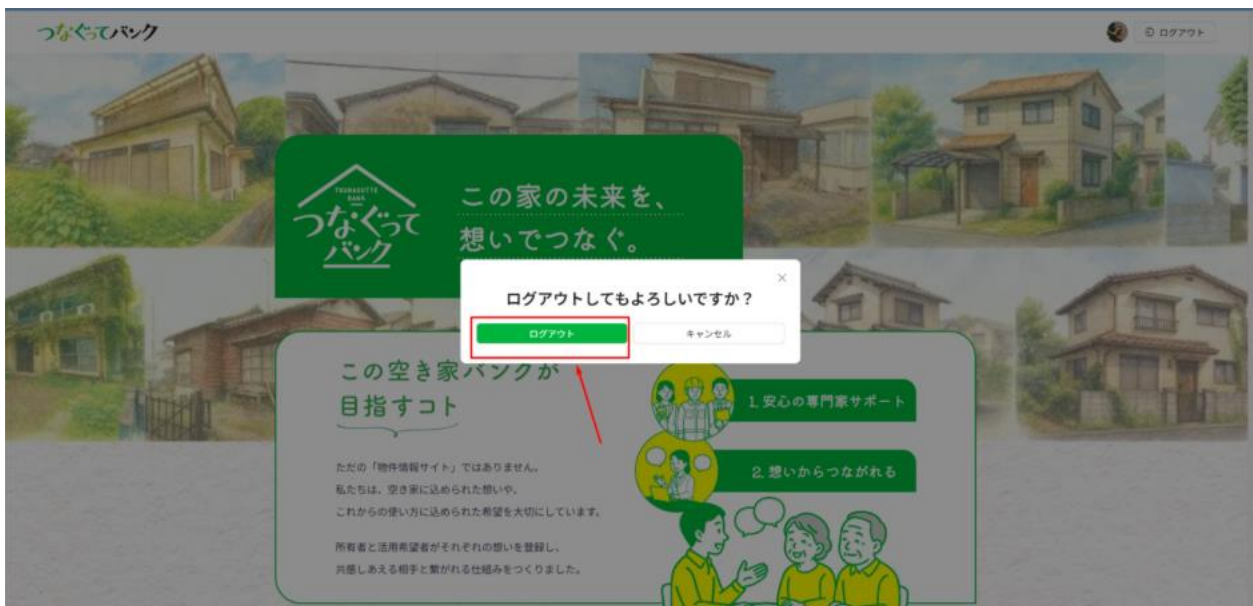 つなぐってバンク
ログアウト
TSUNAGUTTE
BANK
つなぐって
バンク
この家の未来を、
想いでつなぐ。
ログアウトしてもよろしいですか？
ログアウト
キャンセル
この空き家バンクが
目指すコト
1. 安心の専門家サポート
2. 想いからつながれる
ただの「物件情報サイト」ではありません。
私たちは、空き家に込められた想いや、
これからの使い方に込められた希望を大切にしています。
所有者と活用希望者がそれぞれの想いを登録し、
共感しあえる相手と繋がれる仕組みをつくりました。